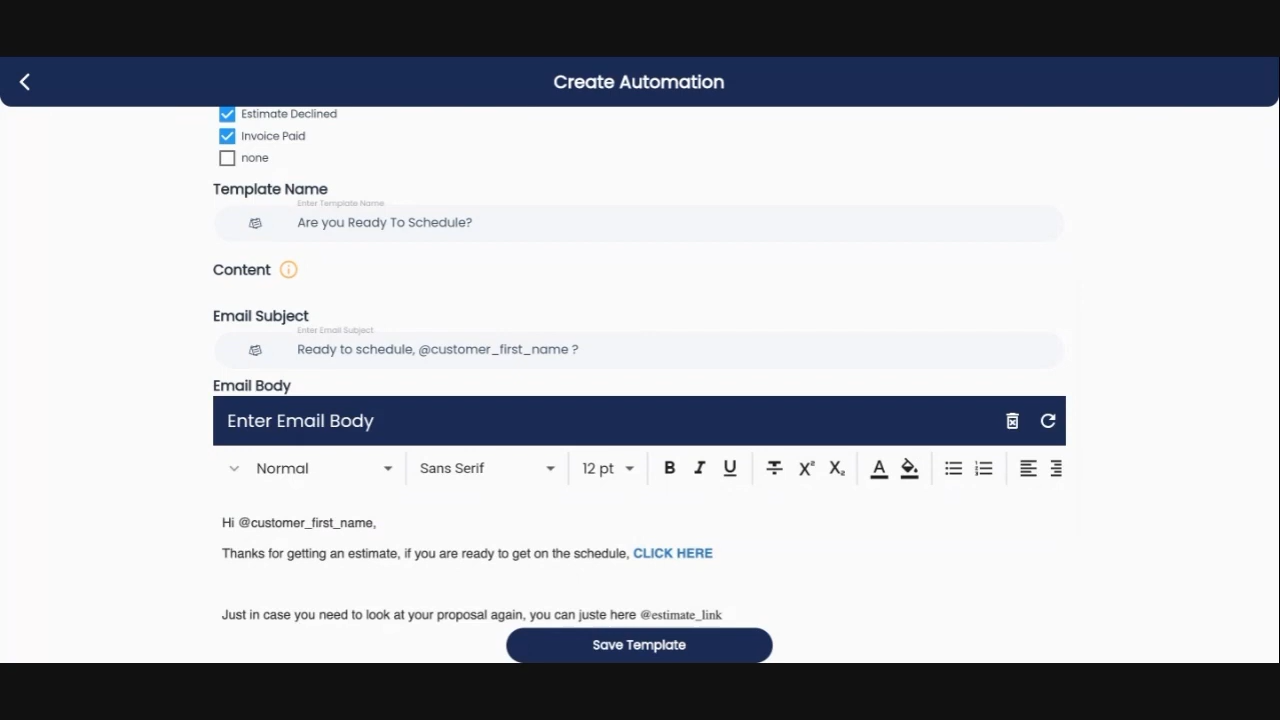 Create Automation
Estimate Declined
Invoice Paid
none
Template Name
Enter Template Name
Are you Ready To Schedule?
Content
Email Subject
Enter Email Subject
Ready to schedule, @customer_first_name ?
Email Body
Enter Email Body
Normal Sans Serif 12 pt B I U X² X₂ A
Hi @customer_first_name,
Thanks for getting an estimate, if you are ready to get on the schedule, CLICK HERE
Just in case you need to look at your proposal again, you can juste here @estimate_link
Save Template